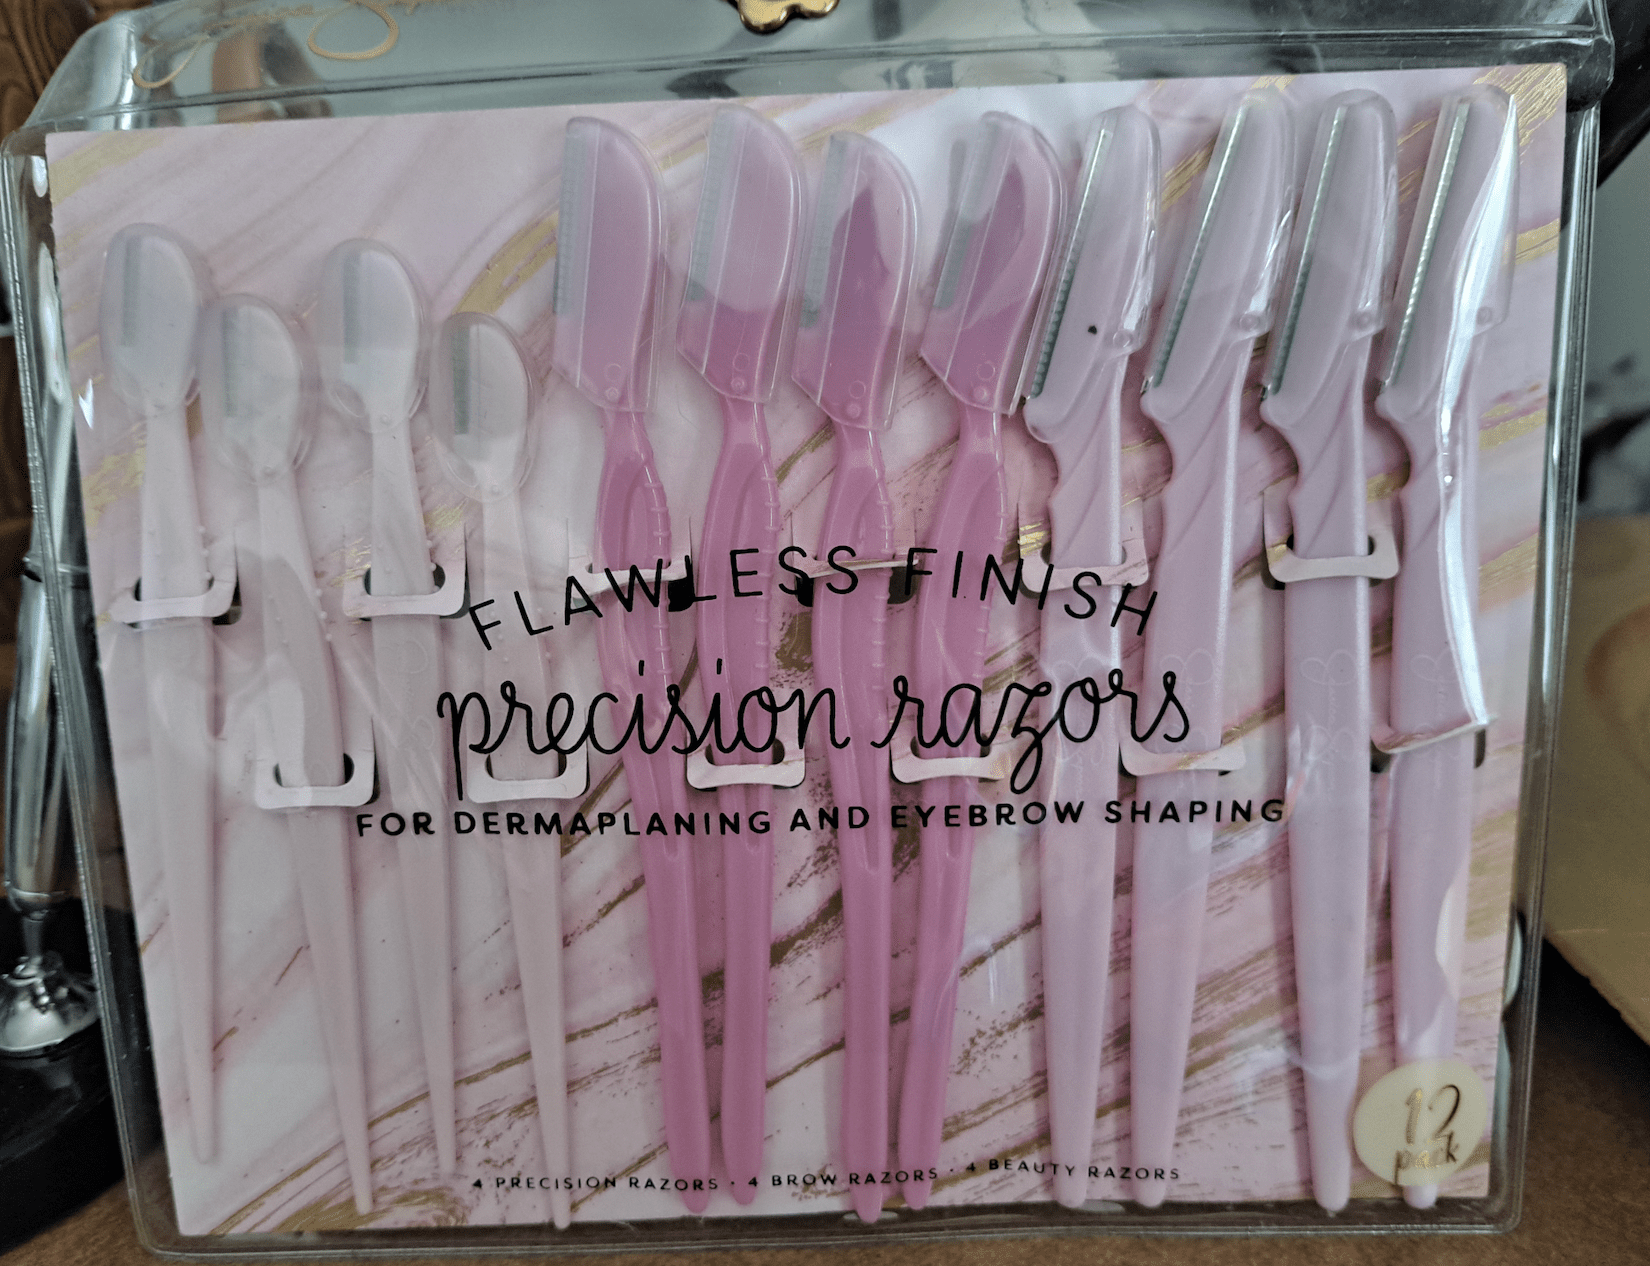 FLAWLESS FINISH
precision razors
FOR DERMAPLANING AND EYEBROW SHAPING
4 PRECISION RAZORS · 4 BROW RAZORS · 4 BEAUTY RAZORS
12
pack